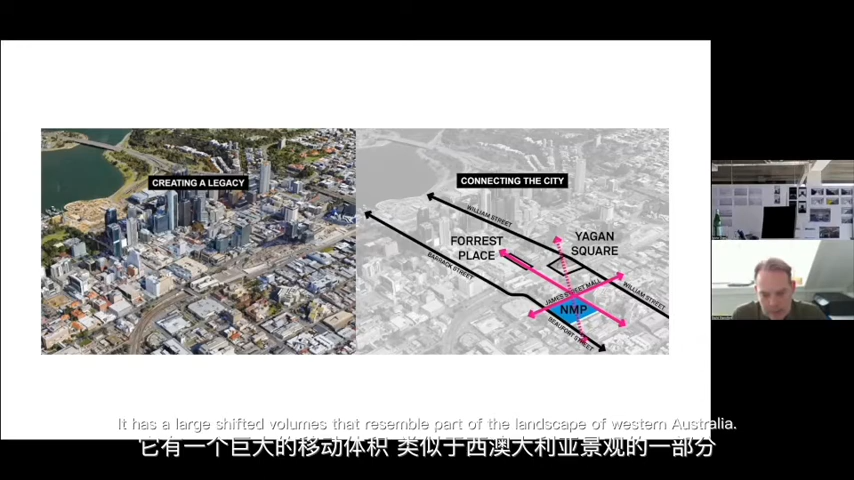 CREATING A LEGACY
CONNECTING THE CITY
WILLIAM STREET
FORREST
PLACE
YAGAN
SQUARE
BARRACK STREET
JAMES STREET MALL
WILLIAM STREET
NMP
BEAUFORT STREET
It has a large shifted volumes that resemble part of the landscape of western Australia.
它有一个巨大的移动体积 类似于西澳大利亚景观的一部分